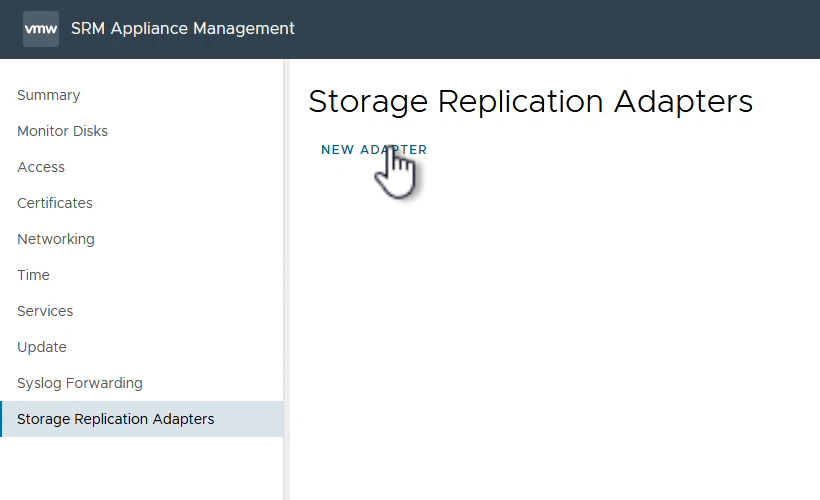 vmw SRM Appliance Management
Summary
Monitor Disks
Access
Certificates
Networking
Time
Services
Update
Syslog Forwarding
Storage Replication Adapters
Storage Replication Adapters
NEW ADAPTER